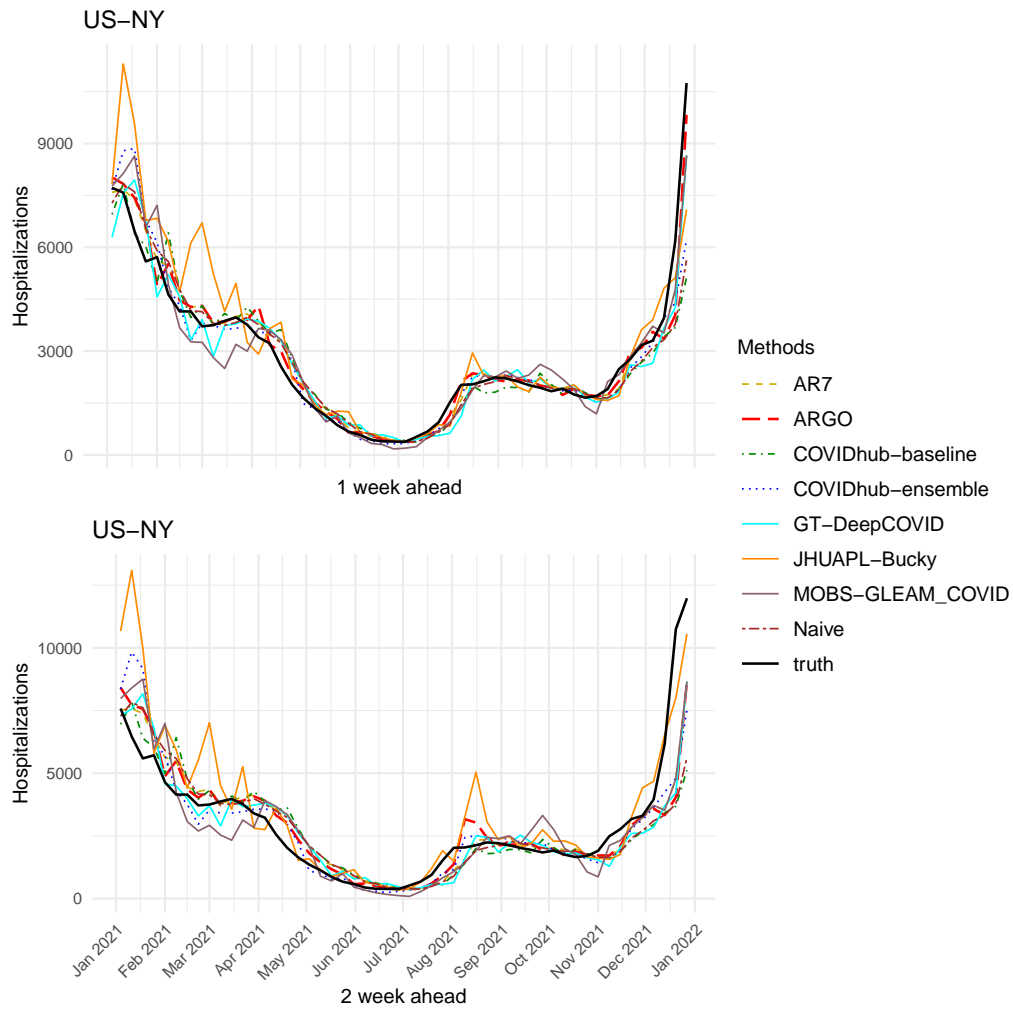 US−NY
9000
6000
3000
0
Hospitalizations
1 week ahead
US−NY
10000
5000
0
Hospitalizations
Jan 2021
Feb 2021
Mar 2021
Apr 2021
May 2021
Jun 2021
Jul 2021
Aug 2021
Sep 2021
Oct 2021
Nov 2021
Dec 2021
Jan 2022
2 week ahead
Methods
AR7
ARGO
COVIDhub−baseline
COVIDhub−ensemble
GT−DeepCOVID
JHUAPL−Bucky
MOBS−GLEAM_COVID
Naive
truth